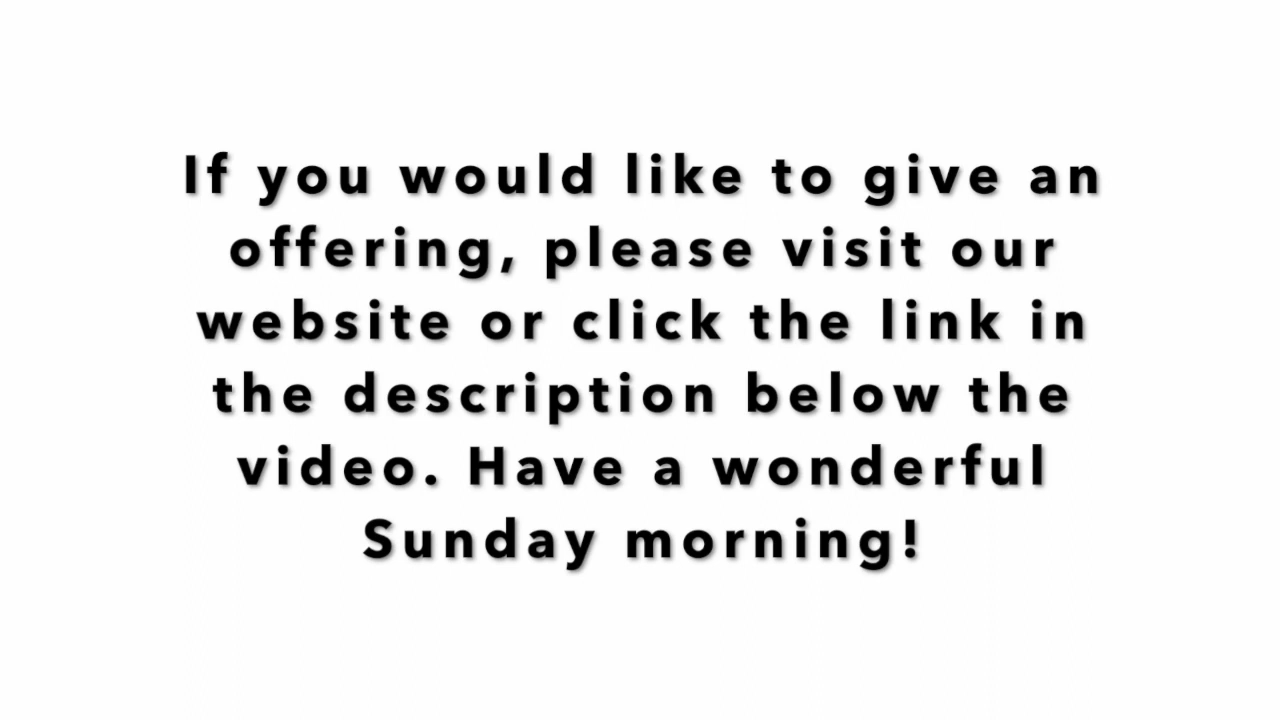 If you would like to give an
offering, please visit our
website or click the link in
the description below the
video. Have a wonderful
Sunday morning!